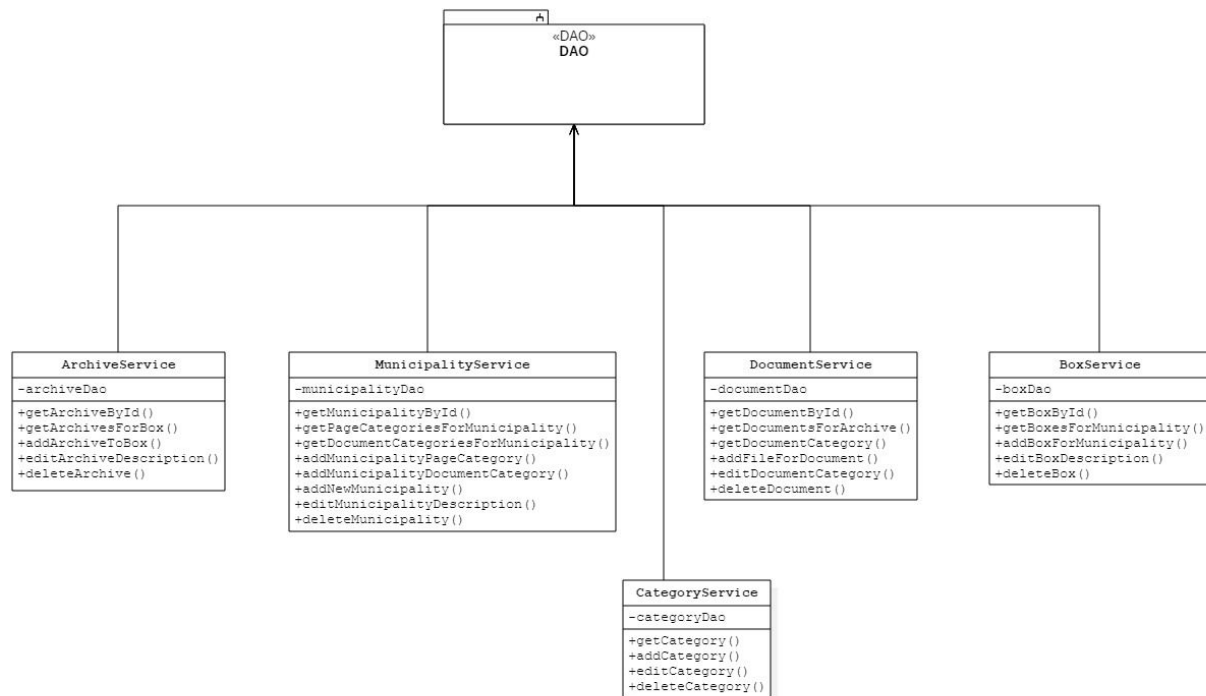 «DAO»
DAO
ArchiveService
-archiveDao
+getArchiveById()
+getArchivesForBox()
+addArchiveToBox()
+editArchiveDescription()
+deleteArchive()
MunicipalityService
-municipalityDao
+getMunicipalityById()
+getPageCategoriesForMunicipality()
+getDocumentCategoriesForMunicipality()
+addMunicipalityPageCategory()
+addMunicipalityDocumentCategory()
+addNewMunicipality()
+editMunicipalityDescription()
+deleteMunicipality()
DocumentService
-documentDao
+getDocumentById()
+getDocumentsForArchive()
+getDocumentCategory()
+addFileForDocument()
+editDocumentCategory()
+deleteDocument()
BoxService
-boxDao
+getBoxById()
+getBoxesForMunicipality()
+addBoxForMunicipality()
+editBoxDescription()
+deleteBox()
CategoryService
-categoryDao
+getCategory()
+addCategory()
+editCategory()
+deleteCategory()